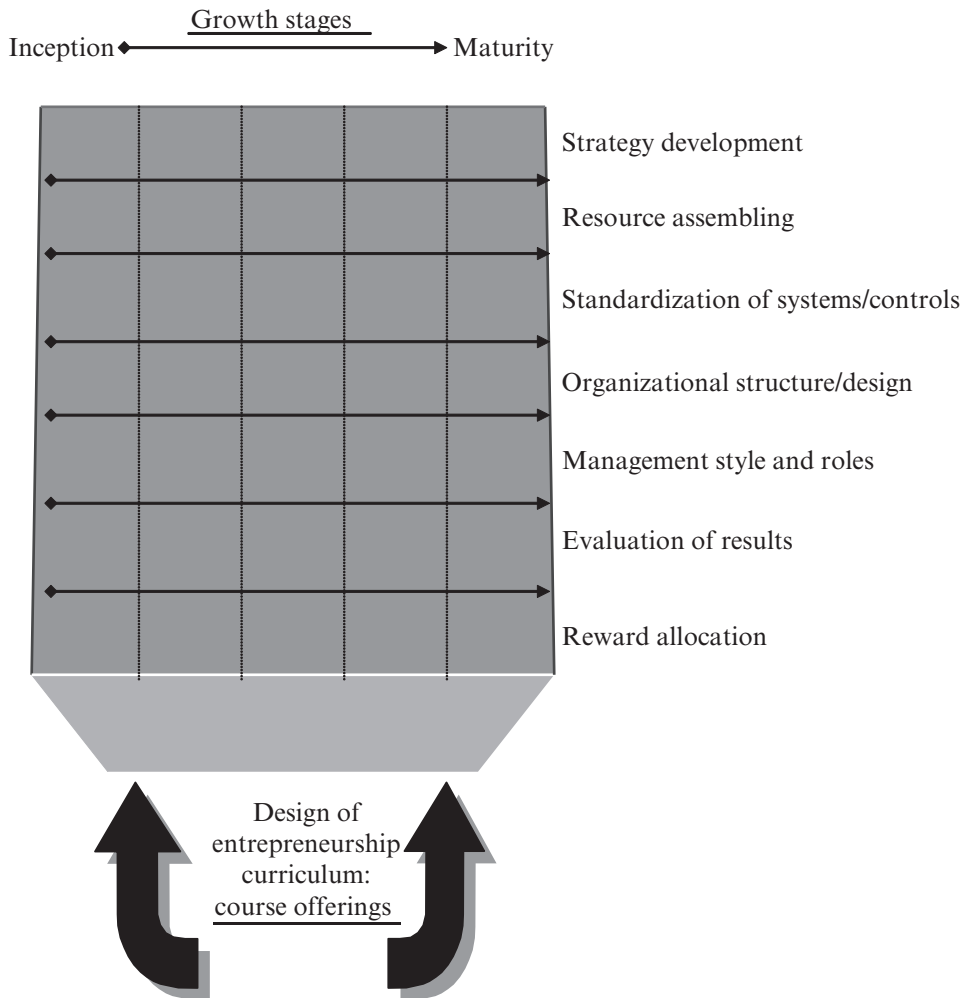 Growth stages
Inception
Maturity
Strategy development
Resource assembling
Standardization of systems/controls
Organizational structure/design
Management style and roles
Evaluation of results
Reward allocation
Design of
entrepreneurship
curriculum:
course offerings